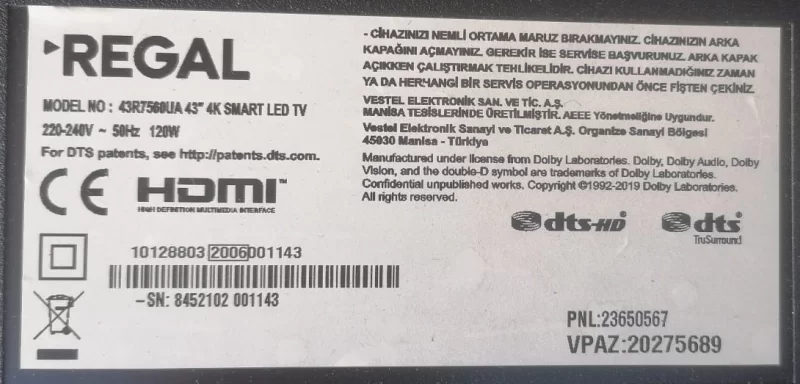 REGAL
MODEL NO : 43R7560UA 43" 4K SMART LED TV
220-240V ~ 50Hz 120W
For DTS patents, see http://patents.dts.com.
CE HDMI™
HIGH DEFINITION MULTIMEDIA INTERFACE
10128803 2006001143
-SN: 8452102 001143
- CİHAZINIZI NEMLİ ORTAMA MARUZ BIRAKMAYINIZ. CİHAZINIZIN ARKA
KAPAĞINI AÇMAYINIZ. GEREKİR İSE SERVİSE BAŞVURUNUZ. ARKA KAPAK
AÇIKKEN ÇALIŞTIRMAK TEHLİKELİDİR. CİHAZI KULLANMADIĞINIZ ZAMAN
YA DA HERHANGİ BİR SERVİS OPERASYONUNDAN ÖNCE FİŞTEN ÇEKİNİZ.
VESTEL ELEKTRONİK SAN. VE TİC. A.Ş.
MANİSA TESİSLERİNDE ÜRETİLMİŞTİR. AEEE Yönetmeliğine Uygundur.
Vestel Elektronik Sanayi ve Ticaret A.Ş. Organize Sanayi Bölgesi
45030 Manisa - Türkiye
Manufactured under license from Dolby Laboratories. Dolby, Dolby Audio, Dolby
Vision, and the double-D symbol are trademarks of Dolby Laboratories.
Confidential unpublished works. Copyright ©1992-2019 Dolby Laboratories.
All rights reserved.
dts-HD dts
TruSurround
PNL:23650567
VPAZ:20275689